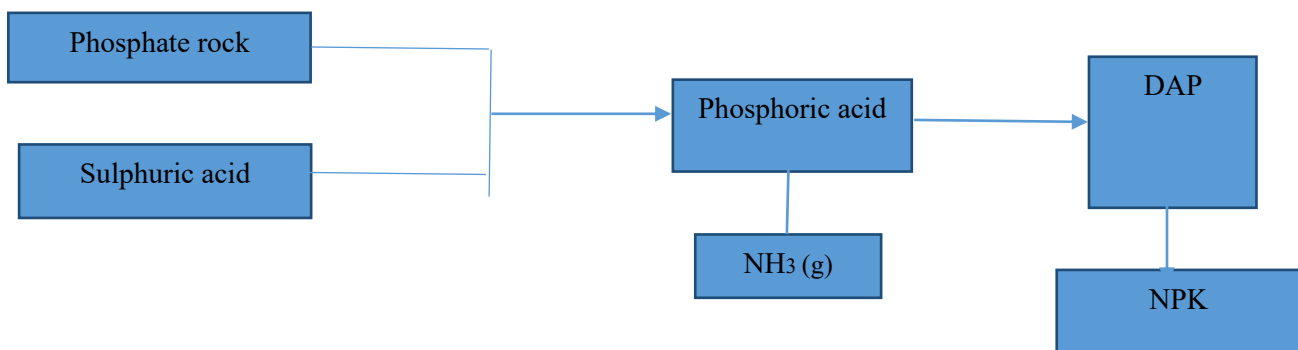 Phosphate rock
Sulphuric acid
Phosphoric acid
NH₃ (g)
DAP
NPK